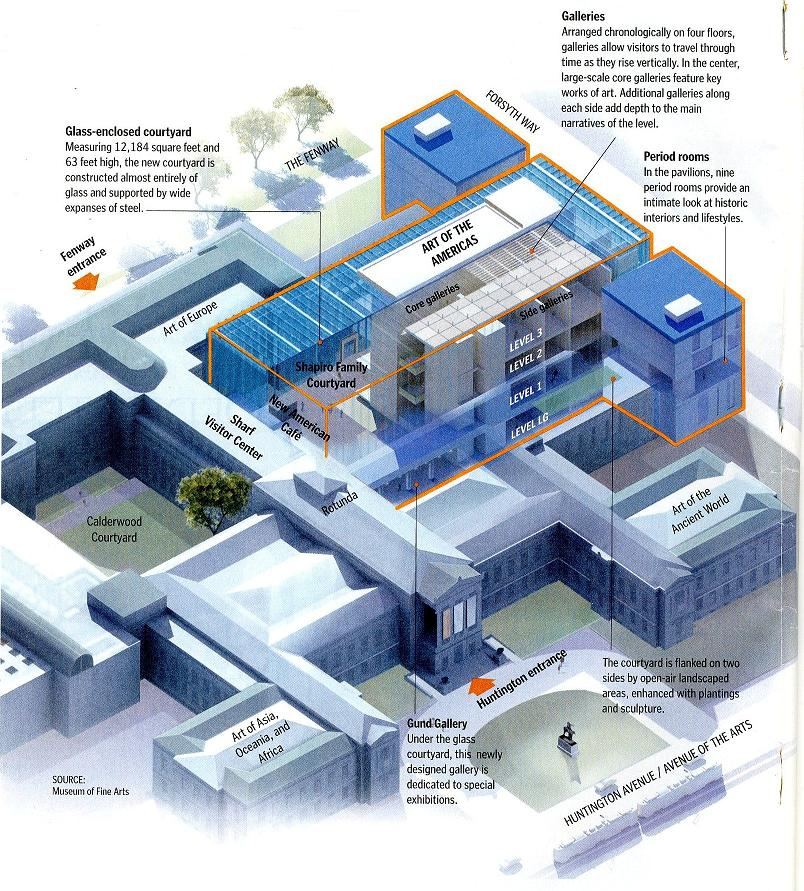 Galleries
Arranged chronologically on four floors,
galleries allow visitors to travel through
time as they rise vertically. In the center,
large-scale core galleries feature key
works of art. Additional galleries along
each side add depth to the main
narratives of the level.
FORSYTH WAY
Glass-enclosed courtyard
Measuring 12,184 square feet and
63 feet high, the new courtyard is
constructed almost entirely of
glass and supported by wide
expanses of steel.
THE FENWAY
Period rooms
In the pavilions, nine
period rooms provide an
intimate look at historic
interiors and lifestyles.
Fenway
entrance
ART OF THE
AMERICAS
Art of Europe
Core galleries
Side galleries
LEVEL 3
LEVEL 2
LEVEL 1
LEVEL LG
Shapiro Family
Courtyard
New American
Café
Sharf
Visitor Center
Rotunda
Calderwood
Courtyard
Art of the
Ancient World
Huntington entrance
The courtyard is flanked on two
sides by open-air landscaped
areas, enhanced with plantings
and sculpture.
Gund Gallery
Under the glass
courtyard, this newly
designed gallery is
dedicated to special
exhibitions.
Art of Asia,
Oceania, and
Africa
HUNTINGTON AVENUE / AVENUE OF THE ARTS
SOURCE:
Museum of Fine Arts